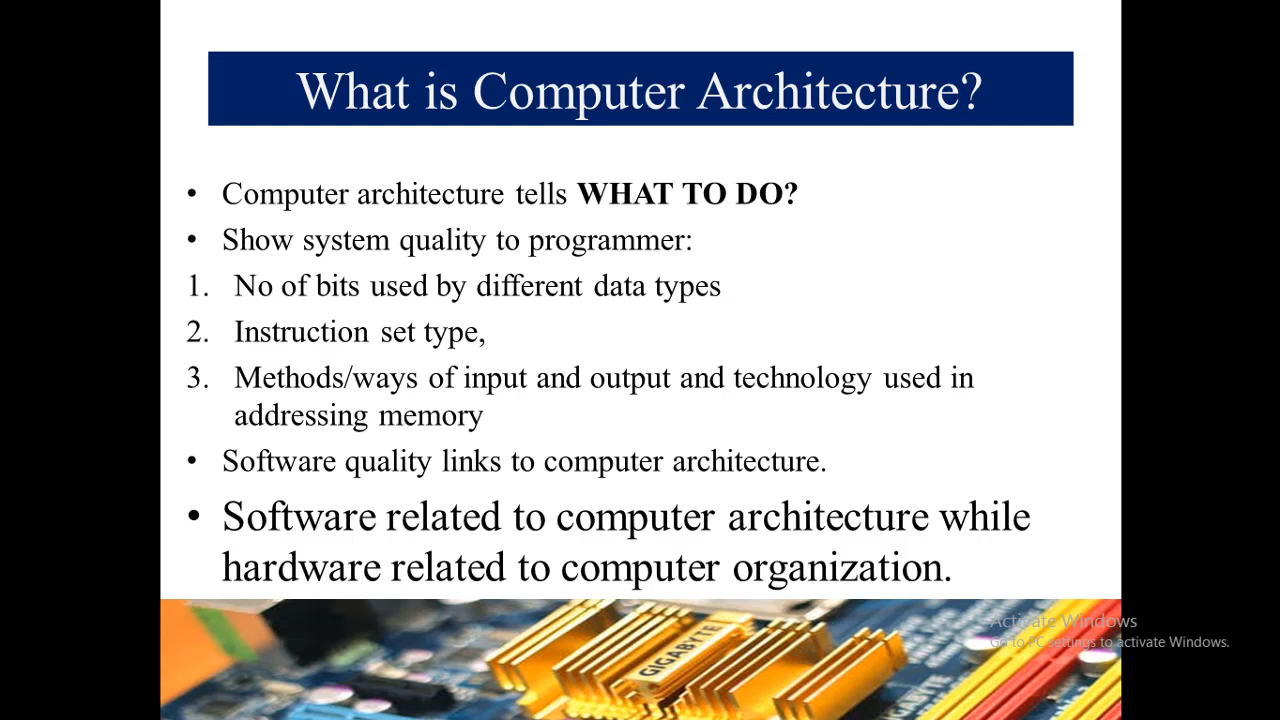 What is Computer Architecture?
• Computer architecture tells WHAT TO DO?
• Show system quality to programmer:
1. No of bits used by different data types
2. Instruction set type,
3. Methods/ways of input and output and technology used in
addressing memory
• Software quality links to computer architecture.
• Software related to computer architecture while
hardware related to computer organization.
GIGABYTE
GIGABYTE
Activate Windows
Go to PC settings to activate Windows.